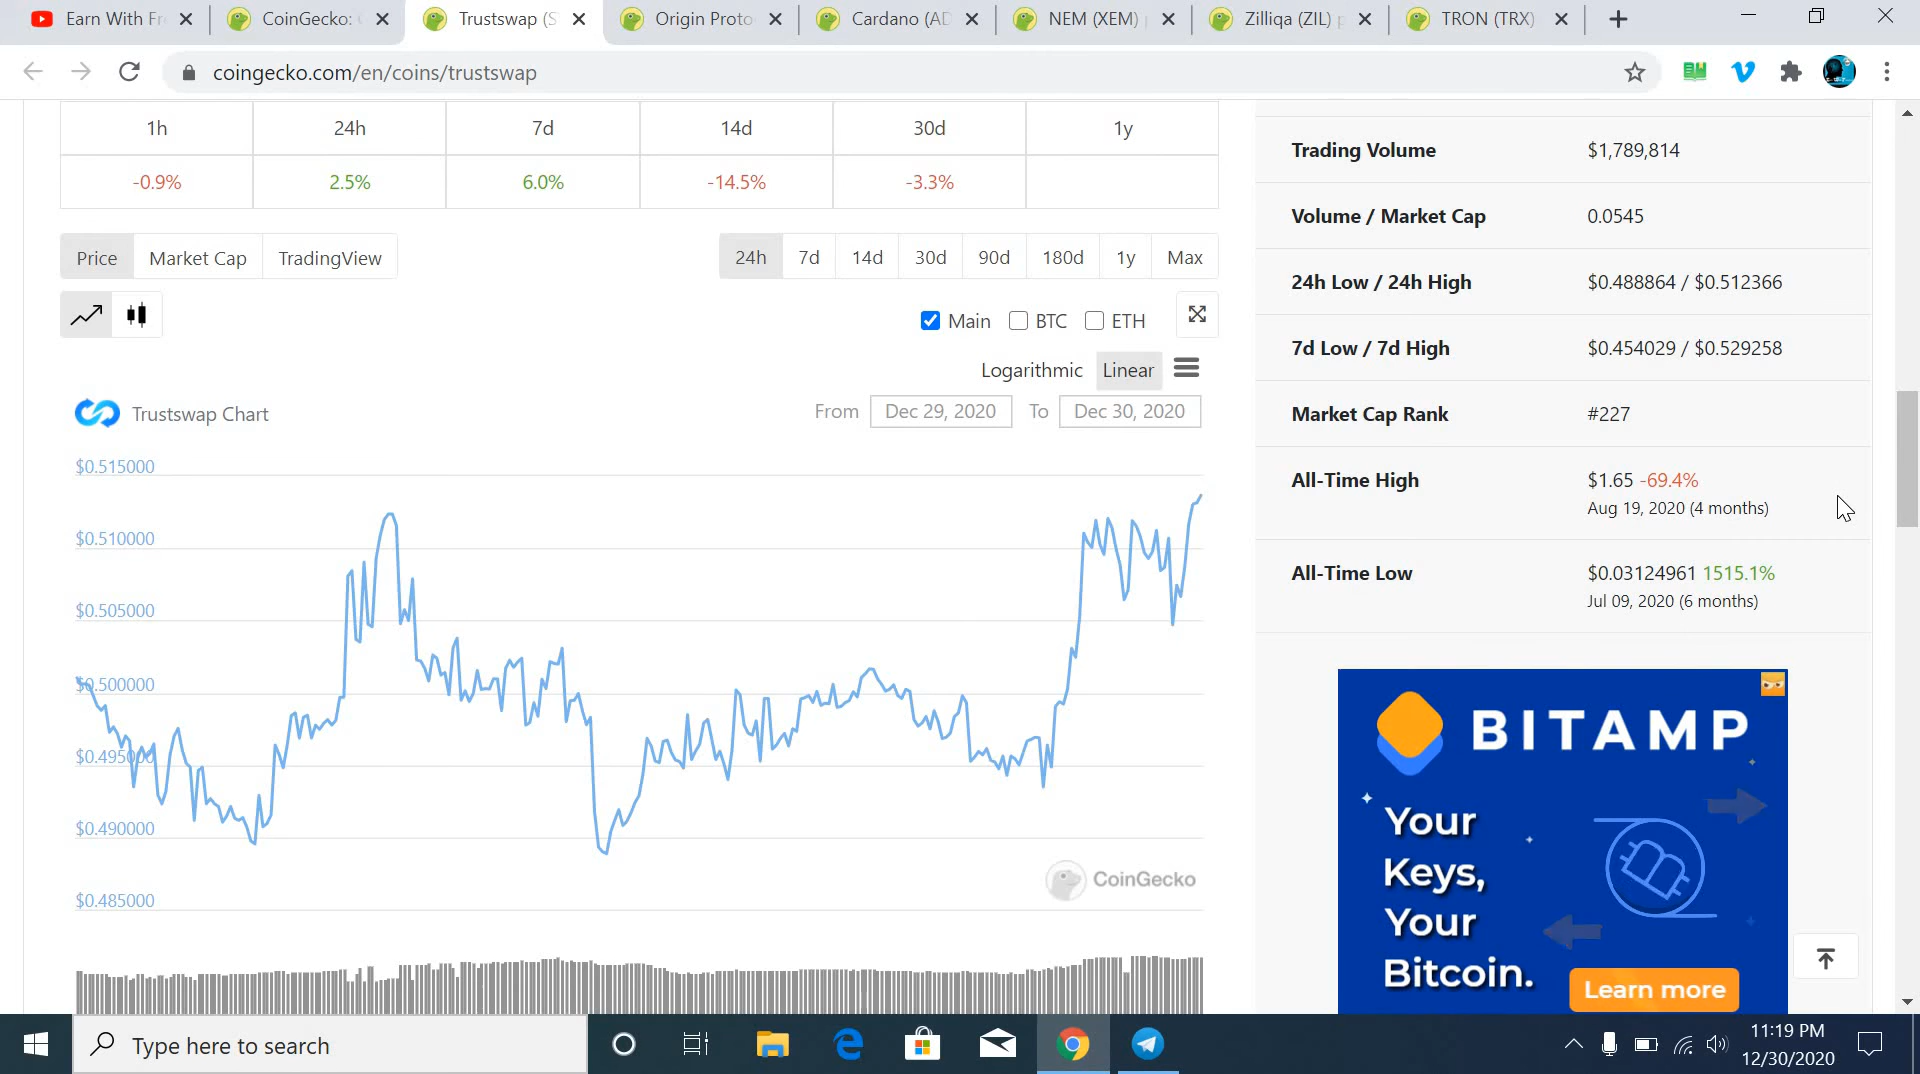 Earn With Fr
CoinGecko:
Trustswap (S
Origin Proto
Cardano (AD
NEM (XEM) p
Zilliqa (ZIL) p
TRON (TRX)
coingecko.com/en/coins/trustswap
1h 24h 7d 14d 30d 1y
-0.9% 2.5% 6.0% -14.5% -3.3%
Price Market Cap TradingView
24h 7d 14d 30d 90d 180d 1y Max
Main BTC ETH
Logarithmic Linear
Trustswap Chart
From Dec 29, 2020 To Dec 30, 2020
$0.515000
$0.510000
$0.505000
$0.500000
$0.495000
$0.490000
$0.485000
CoinGecko
Trading Volume $1,789,814
Volume / Market Cap 0.0545
24h Low / 24h High $0.488864 / $0.512366
7d Low / 7d High $0.454029 / $0.529258
Market Cap Rank #227
All-Time High $1.65 -69.4%
Aug 19, 2020 (4 months)
All-Time Low $0.03124961 1515.1%
Jul 09, 2020 (6 months)
BITAMP
Your
Keys,
Your
Bitcoin.
Learn more
Type here to search
11:19 PM
12/30/2020